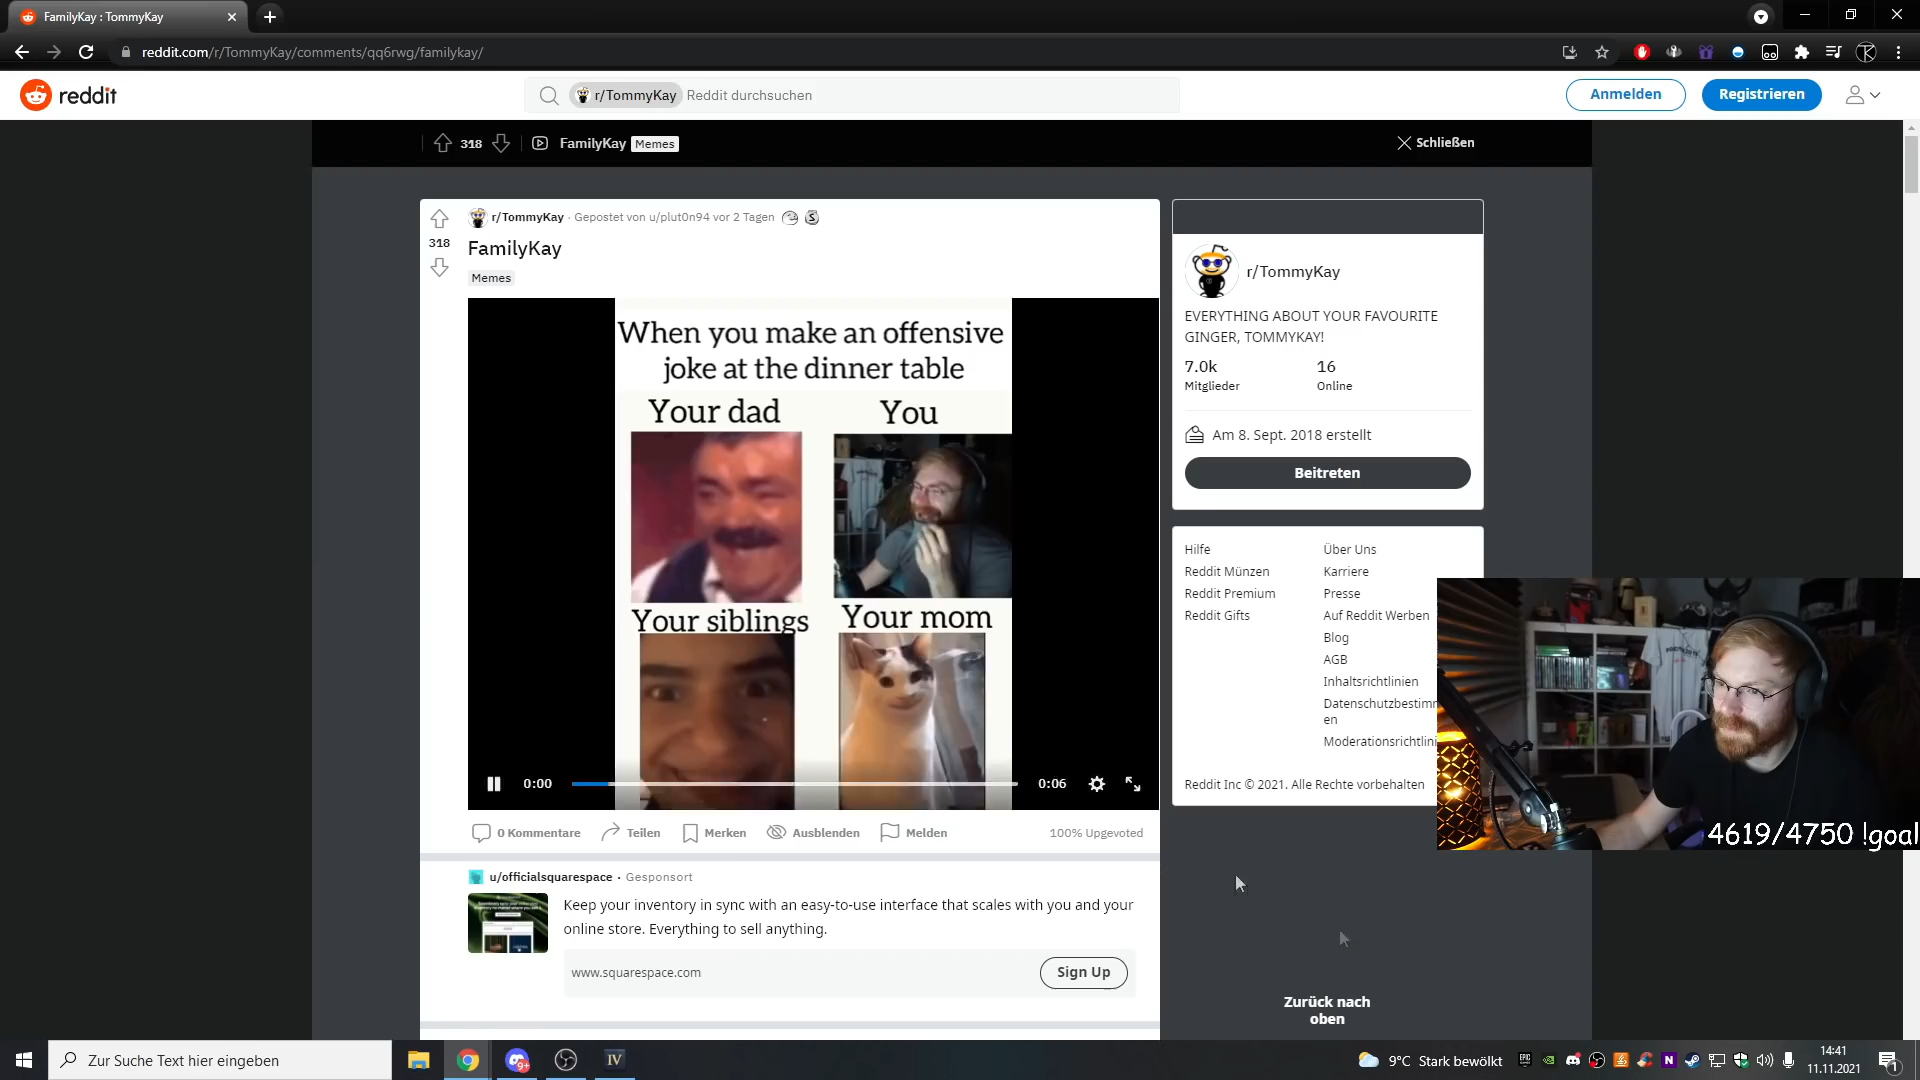 FamilyKay : TommyKay
reddit.com/r/TommyKay/comments/qq6rwg/familykay/
reddit
r/TommyKay Reddit durchsuchen
Anmelden
Registrieren
318 FamilyKay Memes
Schließen
r/TommyKay · Gepostet von u/plut0n94 vor 2 Tagen
318
FamilyKay
Memes
When you make an offensive
joke at the dinner table
Your dad
You
Your siblings
Your mom
0:00
0:06
0 Kommentare
Teilen
Merken
Ausblenden
Melden
100% Upgevoted
u/officialsquarespace · Gesponsort
Keep your inventory in sync with an easy-to-use interface that scales with you and your
online store. Everything to sell anything.
www.squarespace.com
Sign Up
r/TommyKay
EVERYTHING ABOUT YOUR FAVOURITE
GINGER, TOMMYKAY!
7.0k
16
Mitglieder
Online
Am 8. Sept. 2018 erstellt
Beitreten
Hilfe
Über Uns
Reddit Münzen
Karriere
Reddit Premium
Presse
Reddit Gifts
Auf Reddit Werben
Blog
AGB
Inhaltsrichtlinien
Datenschutzbestimm
en
Moderationsrichtlini
Reddit Inc © 2021. Alle Rechte vorbehalten
4619/4750 !goal
Zurück nach
oben
Zur Suche Text hier eingeben
9+
IV
9°C Stark bewölkt
14:41
11.11.2021
1